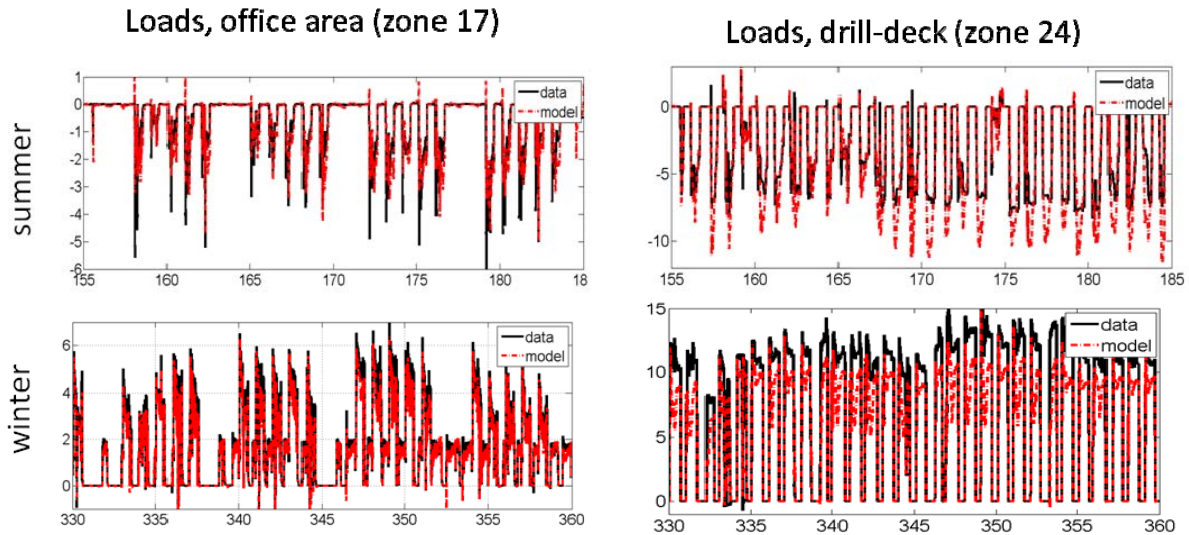 Loads, office area (zone 17)
Loads, drill-deck (zone 24)
summer
1
0
-1
-2
-3
-4
-5
-6
155 160 165 170 175 180 18
data
model
0
-5
-10
155 160 165 170 175 180 185
data
model
winter
6
4
2
0
330 335 340 345 350 355 360
data
model
15
10
5
0
330 335 340 345 350 355 360
data
model